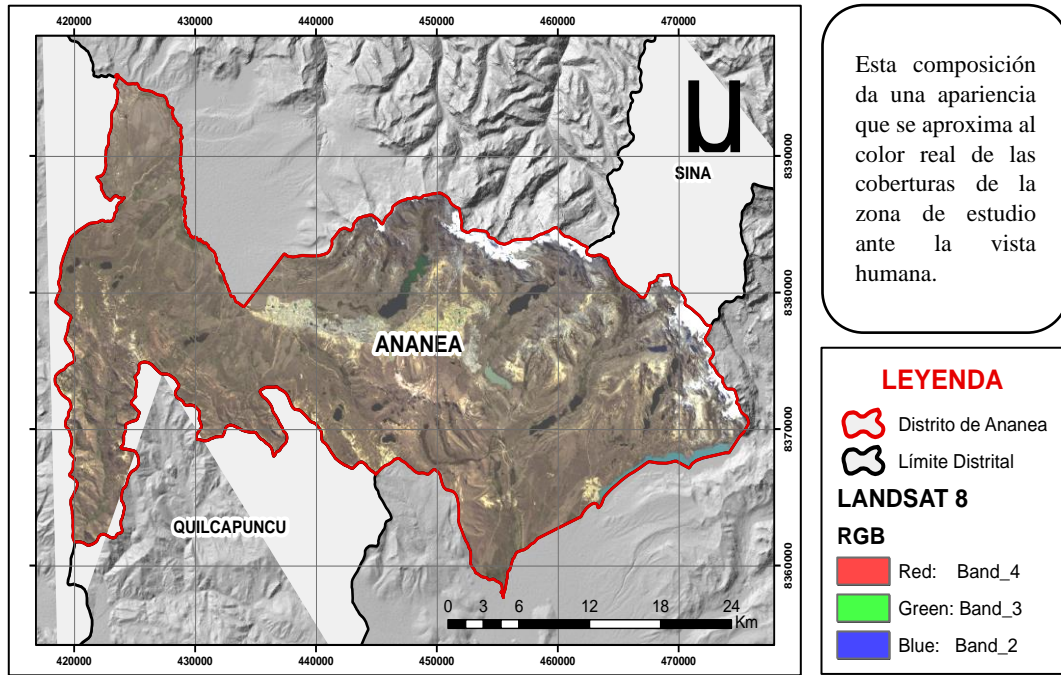 420000 430000 440000 450000 460000 470000
Esta composición
da una apariencia
que se aproxima al
color real de las
coberturas de la
zona de estudio
ante la vista
humana.
8390000
SINA
8380000
ANANEA
8370000
QUILCAPUNCU
8360000
0 3 6 12 18 24
Km
420000 430000 440000 450000 460000 470000
LEYENDA
Distrito de Ananea
Límite Distrital
LANDSAT 8
RGB
Red: Band_4
Green: Band_3
Blue: Band_2